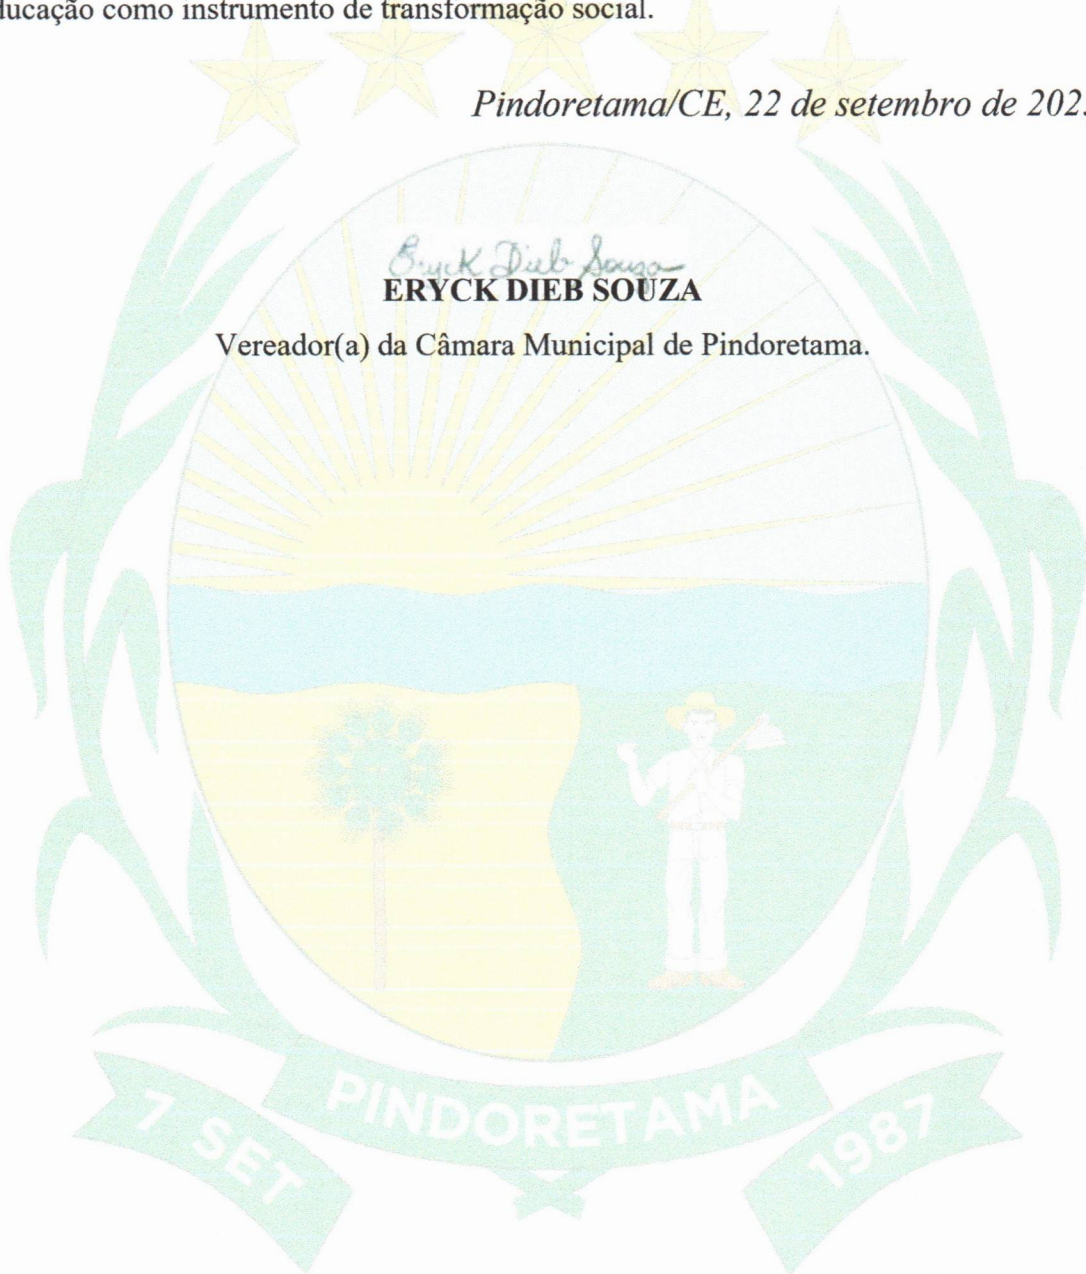 ducação como instrumento de transformação social.
Pindoretama/CE, 22 de setembro de 202
Eryck Dieb Souza
ERYCK DIEB SOUZA
Vereador(a) da Câmara Municipal de Pindoretama.
7 SET
PINDORETAMA
1987